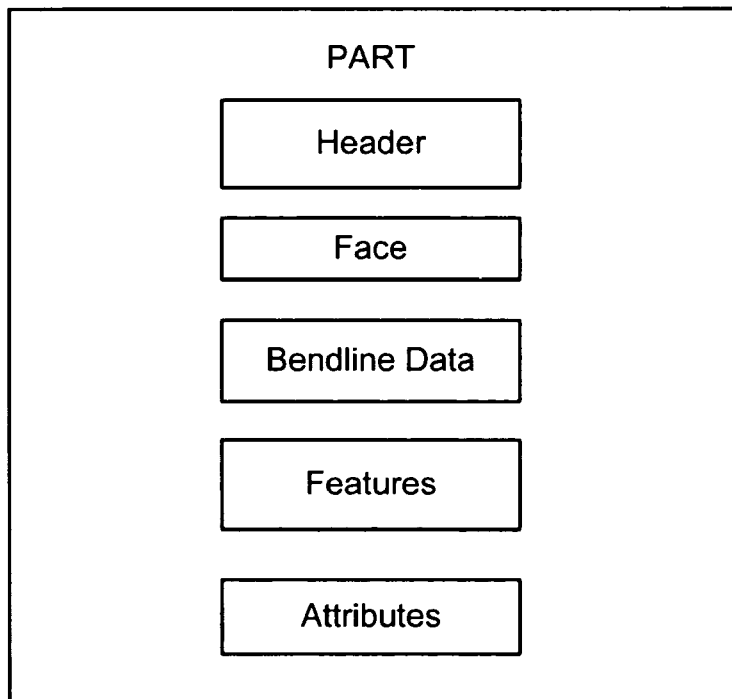 PART
Header
Face
Bendline Data
Features
Attributes